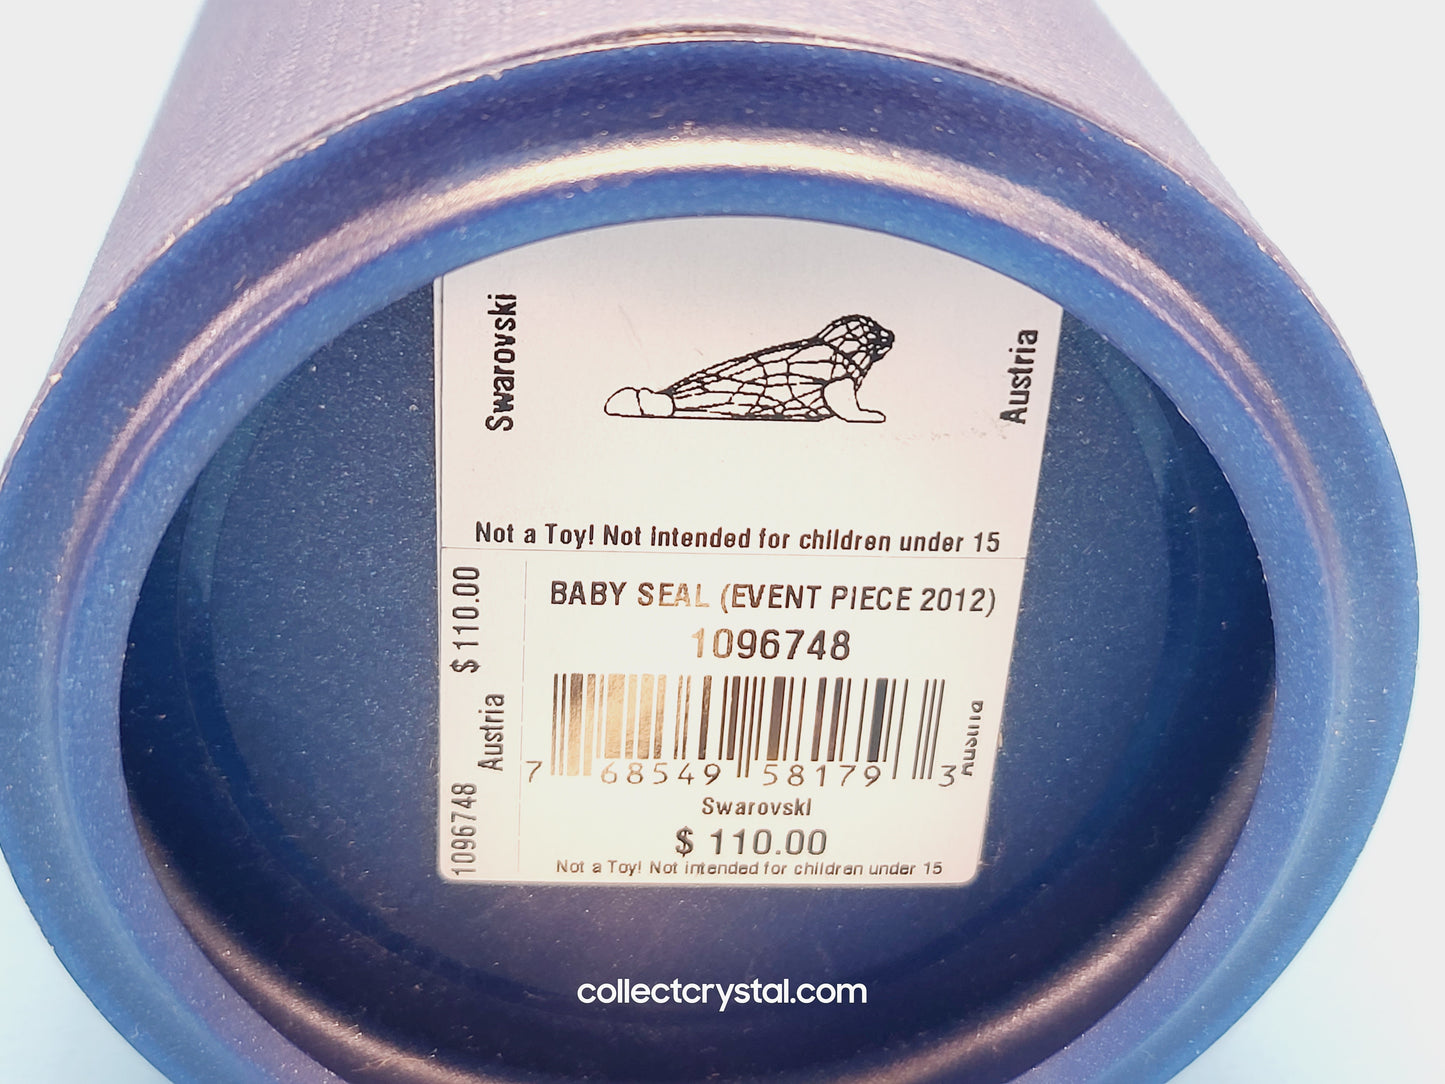 Swarovski
Austria
Not a Toy! Not intended for children under 15
$ 110.00
Austria
1096748
BABY SEAL (EVENT PIECE 2012)
1096748
7 68549 58179 3
Austria
Swarovski
$ 110.00
Not a Toy! Not intended for children under 15
collectcrystal.com